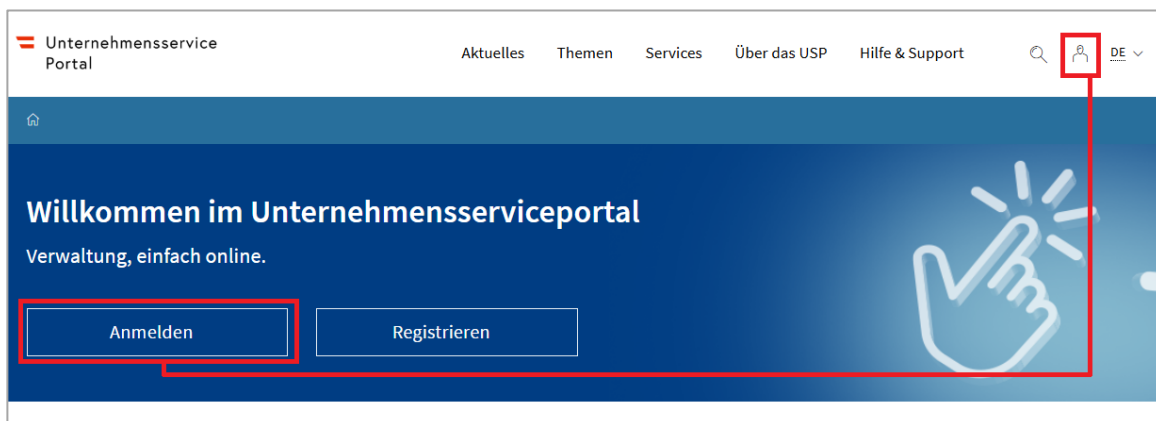 Unternehmensservice
Portal
Aktuelles Themen Services Über das USP Hilfe & Support DE
Willkommen im Unternehmensserviceportal
Verwaltung, einfach online.
Anmelden Registrieren